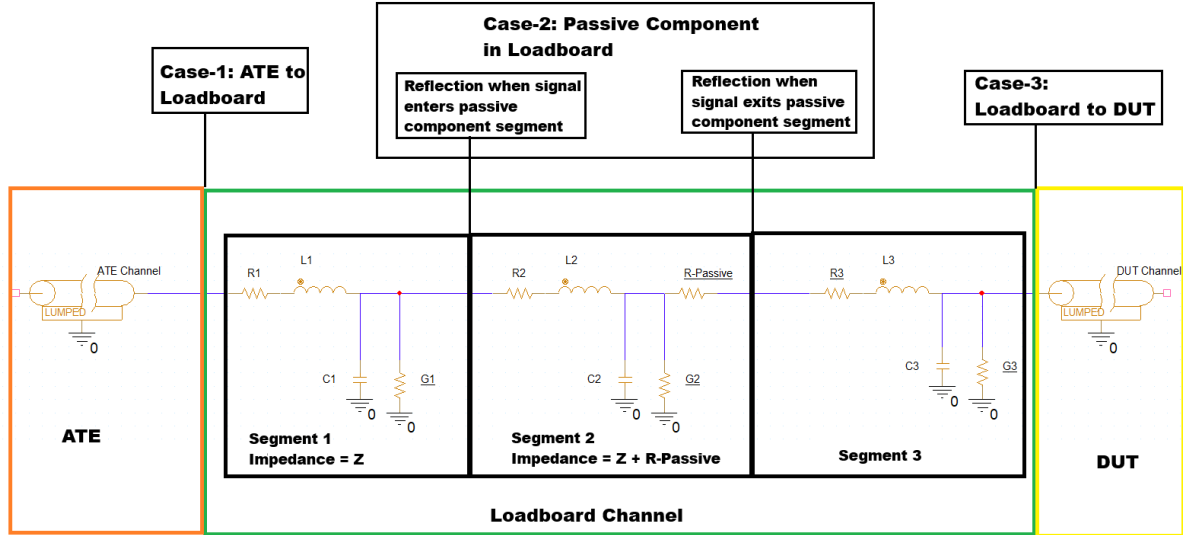 Case-2: Passive Component
in Loadboard
Case-1: ATE to
Loadboard
Reflection when signal
enters passive
component segment
Reflection when
signal exits passive
component segment
Case-3:
Loadboard to DUT
ATE Channel
LUMPED
0
R1
L1
C1
G1
0
0
Segment 1
Impedance = Z
R2
L2
R-Passive
C2
G2
0
0
Segment 2
Impedance = Z + R-Passive
R3
L3
C3
G3
0
0
Segment 3
DUT Channel
LUMPED
0
ATE
DUT
Loadboard Channel